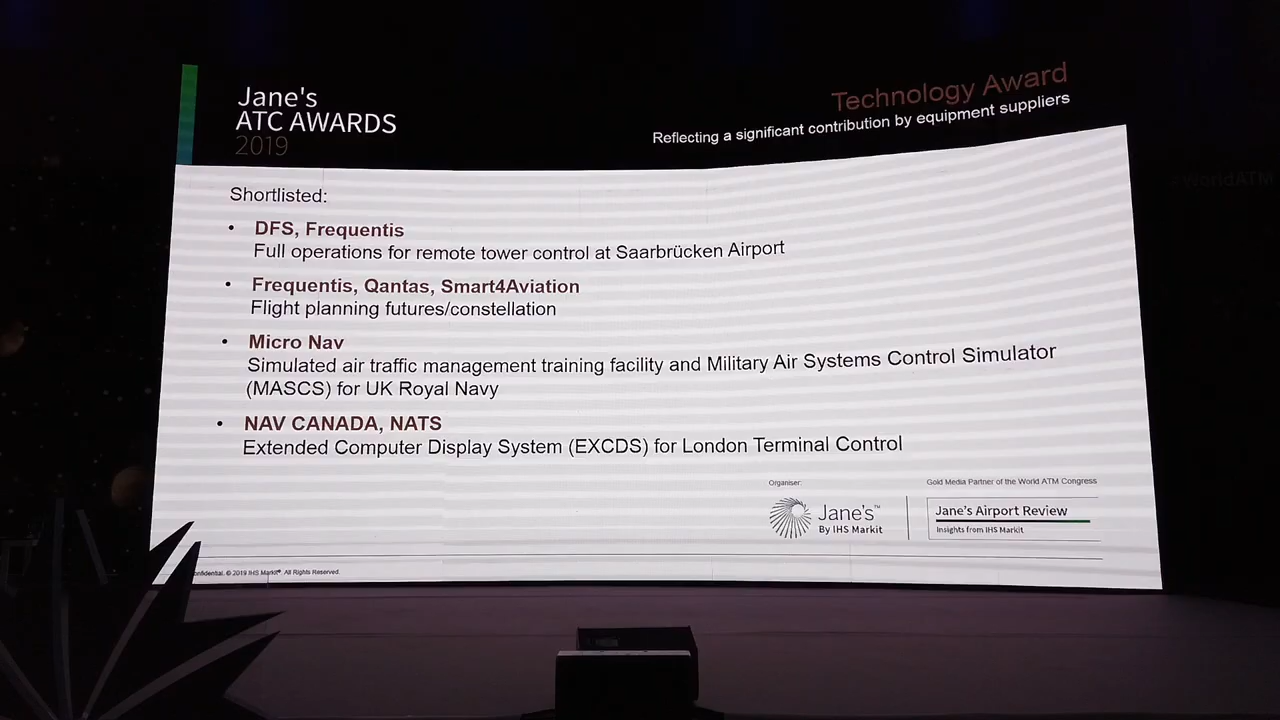 Jane's
ATC AWARDS
2019
Technology Award
Reflecting a significant contribution by equipment suppliers
Shortlisted:
• DFS, Frequentis
Full operations for remote tower control at Saarbrücken Airport
• Frequentis, Qantas, Smart4Aviation
Flight planning futures/constellation
• Micro Nav
Simulated air traffic management training facility and Military Air Systems Control Simulator
(MASCS) for UK Royal Navy
• NAV CANADA, NATS
Extended Computer Display System (EXCDS) for London Terminal Control
Organiser:
Jane's™
By IHS Markit
Gold Media Partner of the World ATM Congress
Jane's Airport Review
Insights from IHS Markit
© 2019 IHS Markit®. All Rights Reserved.